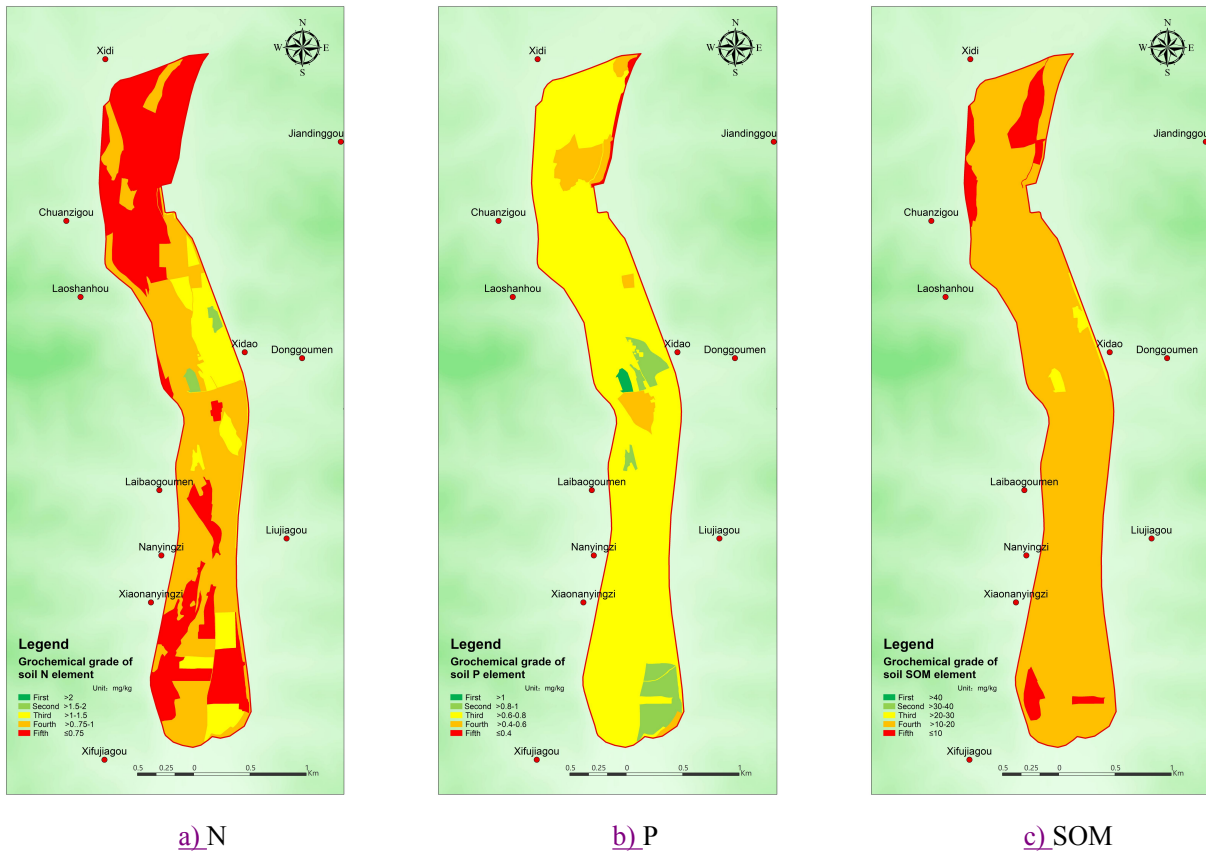 N
W E
S
Xidi
Jiandinggou
Chuanzigou
Laoshanhou
Xidao
Donggoumen
Laibaogoumen
Liujiagou
Nanyingzi
Xiaonanyingzi
Legend
Grochemical grade of
soil N element
Unit: mg/kg
First >2
Second >1.5-2
Third >1-1.5
Fourth >0..75-1
Fifth ≤0.75
Xifujiagou
0.5 0.25 0 0.5 1
Km
a) N
N
W E
S
Xidi
Jiandinggou
Chuanzigou
Laoshanhou
Xidao
Donggoumen
Laibaogoumen
Liujiagou
Nanyingzi
Xiaonanyingzi
Legend
Grochemical grade of
soil P element
Unit: mg/kg
First >1
Second >0.8-1
Third >0.6-0.8
Fourth >0.4-0.6
Fifth ≤0.4
Xifujiagou
0.5 0.25 0 0.5 1
Km
b) P
N
W E
S
Xidi
Jiandinggou
Chuanzigou
Laoshanhou
Xidao
Donggoumen
Laibaogoumen
Liujiagou
Nanyingzi
Xiaonanyingzi
Legend
Grochemical grade of
soil SOM element
Unit: mg/kg
First >40
Second >30-40
Third >20-30
Fourth >10-20
Fifth ≤10
Xifujiagou
0.5 0.25 0 0.5 1
Km
c) SOM